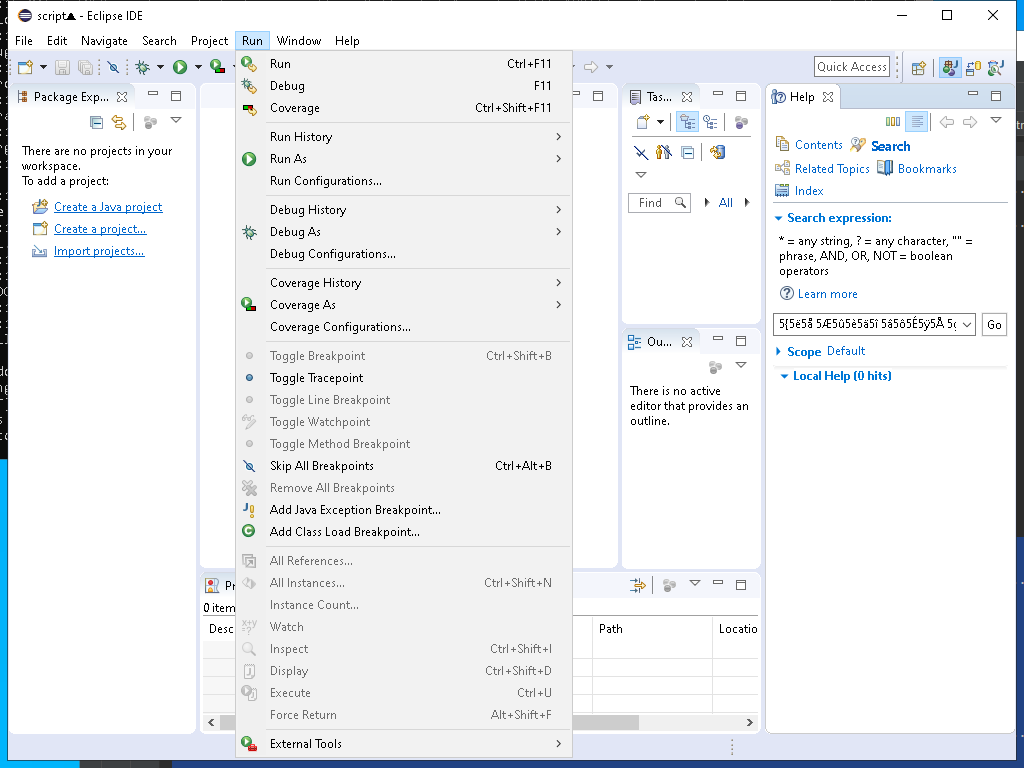 script▲ - Eclipse IDE
File Edit Navigate Search Project Run Window Help
Quick Access
Package Exp...
There are no projects in your
workspace.
To add a project:
Create a Java project
Create a project...
Import projects...
Run Ctrl+F11
Debug F11
Coverage Ctrl+Shift+F11
Run History
Run As
Run Configurations...
Debug History
Debug As
Debug Configurations...
Coverage History
Coverage As
Coverage Configurations...
Toggle Breakpoint Ctrl+Shift+B
Toggle Tracepoint
Toggle Line Breakpoint
Toggle Watchpoint
Toggle Method Breakpoint
Skip All Breakpoints Ctrl+Alt+B
Remove All Breakpoints
Add Java Exception Breakpoint...
Add Class Load Breakpoint...
All References...
All Instances... Ctrl+Shift+N
Instance Count...
Watch
Inspect Ctrl+Shift+I
Display Ctrl+Shift+D
Execute Ctrl+U
Force Return Alt+Shift+F
External Tools
Tas...
Find
All
Ou...
There is no active
editor that provides an
outline.
Pr
0 item
Desc Path Locatio
Help
Contents Search
Related Topics Bookmarks
Index
Search expression:
* = any string, ? = any character, "" =
phrase, AND, OR, NOT = boolean
operators
Learn more
Go
Scope Default
Local Help (0 hits)